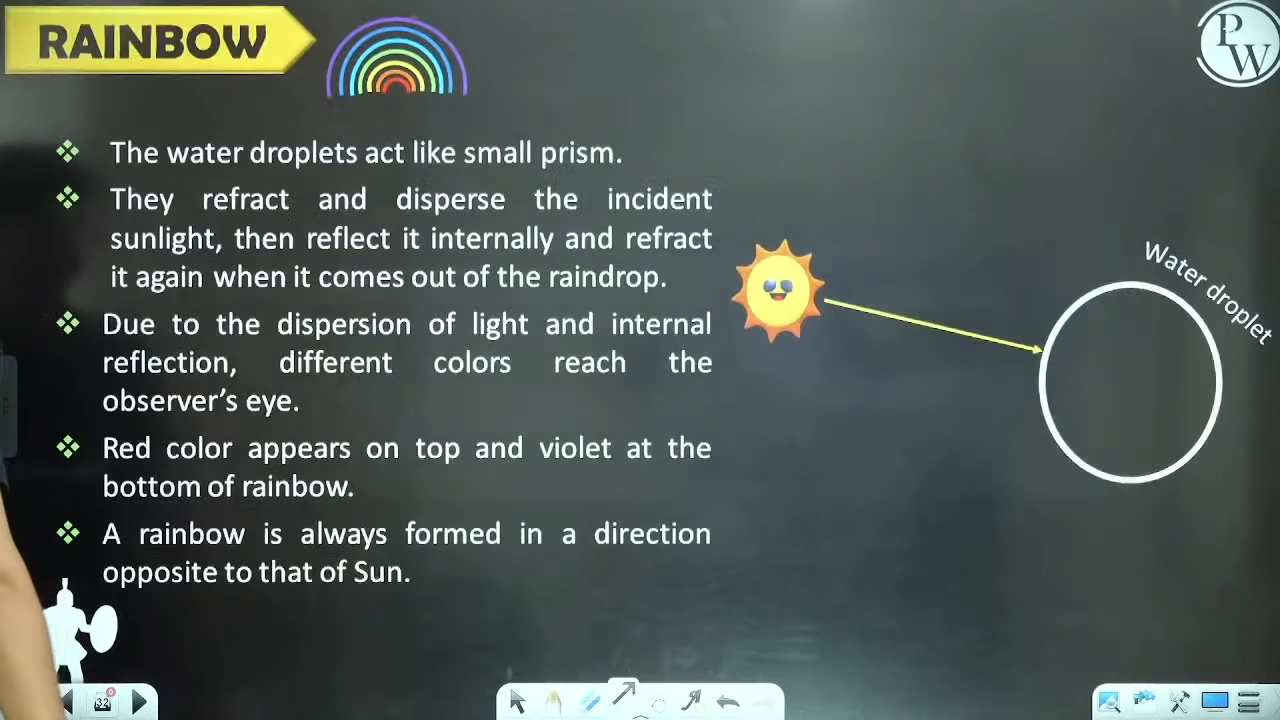 RAINBOW
PW
The water droplets act like small prism.
They refract and disperse the incident
sunlight, then reflect it internally and refract
it again when it comes out of the raindrop.
Due to the dispersion of light and internal
reflection, different colors reach the
observer's eye.
Red color appears on top and violet at the
bottom of rainbow.
A rainbow is always formed in a direction
opposite to that of Sun.
Water droplet
32